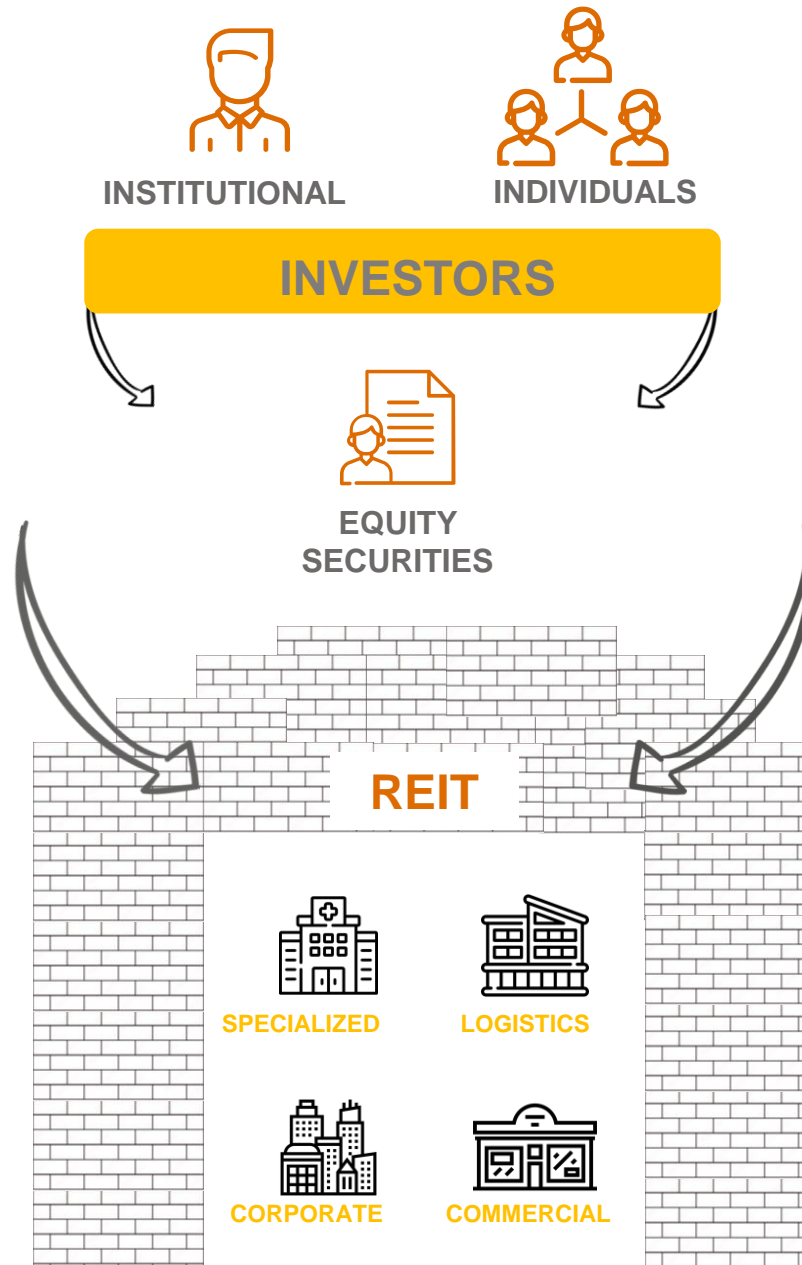 INSTITUTIONAL
INDIVIDUALS
INVESTORS
EQUITY
SECURITIES
REIT
SPECIALIZED
LOGISTICS
CORPORATE
COMMERCIAL